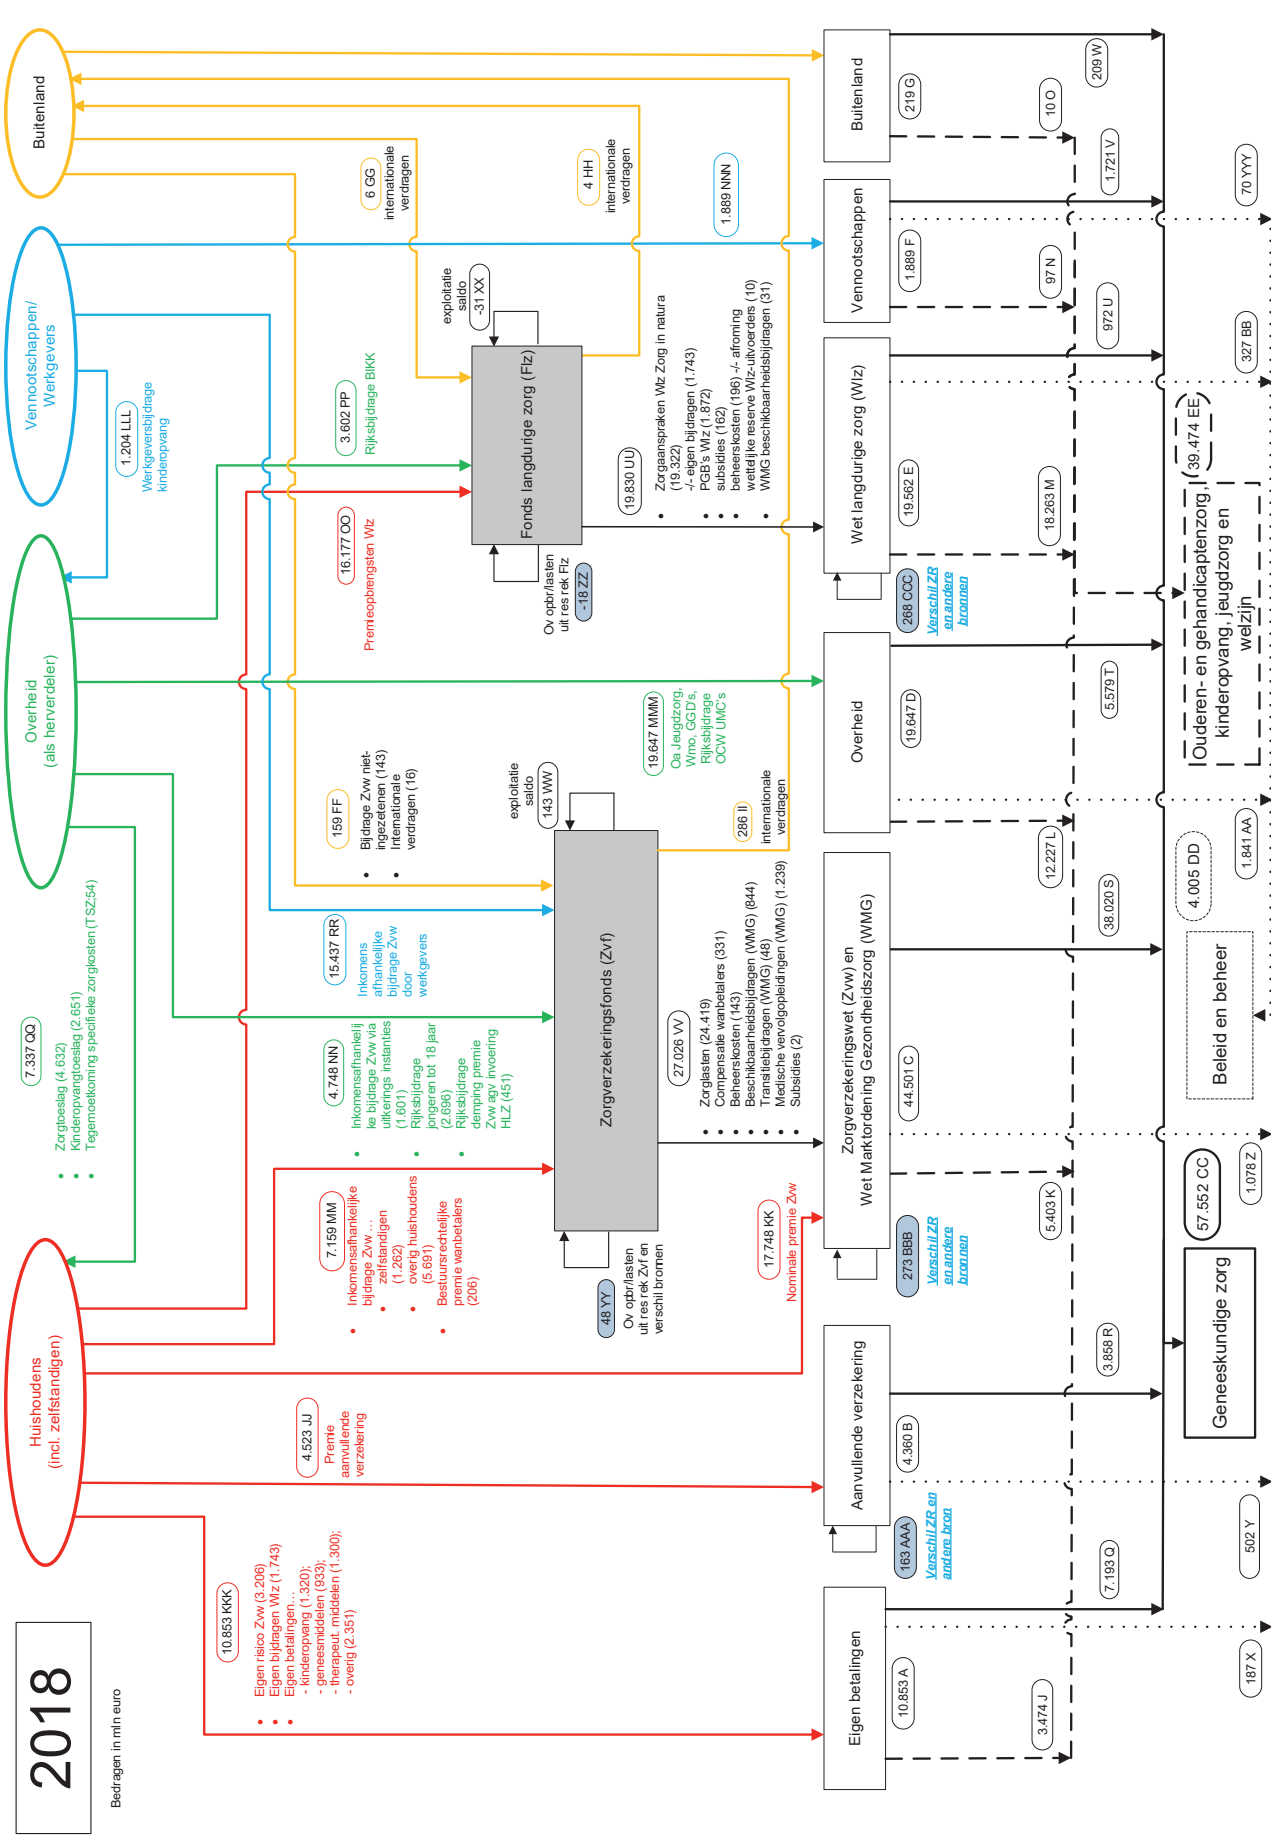 2018
Bedragen in mln euro
Huishoudens
(incl. zelfstandigen)
Overheid
(als herverdeler)
Vennootschappen/
Werkgevers
Buitenland
7.337 QQ
Zorgtoeslag (4.632)
Kinderopvangtoeslag (2.651)
Tegemoetkoming specifieke zorgkosten (TSZ;54)
1.204 LLL
Werkgeversbijdrage
kinderopvang
10.853 KKK
Eigen risico Zvw (3.206)
Eigen bijdragen Wlz (1.743)
Eigen betalingen…
- kinderopvang (1.320);
- geneesmiddelen (933);
- therapeut. middelen (1.300);
- overig (2.351)
4.523 JJ
Premie
aanvullende
verzekering
7.159 MM
Inkomensafhankelijke
bijdrage Zvw …
zelfstandigen
(1.262)
overig huishoudens
(5.691)
Bestuursrechtelijke
premie wanbetalers
(206)
4.748 NN
Inkomensafhankelij
ke bijdrage Zvw via
uitkerings instanties
(1.601)
Rijksbijdrage
jongeren tot 18 jaar
(2.696)
Rijksbijdrage
demping premie
Zvw agv invoering
HLZ (451)
15.437 RR
Inkomens
afhankelijke
bijdrage Zvw
door
werkgevers
159 FF
Bijdrage Zvw niet-
ingezetenen (143)
Internationale
verdragen (16)
16.177 OO
Premieopbrengsten Wlz
3.602 PP
Rijksbijdrage BIKK
6 GG
internationale
verdragen
exploitatie
saldo
-31 XX
Fonds langdurige zorg (Flz)
Ov opbr/lasten
uit res rek Flz
-18 ZZ
4 HH
internationale
verdragen
1.889 NNN
exploitatie
saldo
143 WW
Zorgverzekeringsfonds (Zvf)
48 YY
Ov opbr/lasten
uit res rek Zvf en
verschil bronnen
17.748 KK
Nominale premie Zvw
27.026 VV
Zorglasten (24.419)
Compensatie wanbetalers (331)
Beheerskosten (143)
Beschikbaarheidsbijdragen (WMG) (844)
Transitiebijdragen (WMG) (48)
Medische vervolgopleidingen (WMG) (1.239)
Subsidies (2)
286 II
internationale
verdragen
19.647 MMM
Oa Jeugdzorg,
Wmo, GGD's,
Rijksbijdrage
OCW UMC's
19.830 UU
Zorgaanspraken Wlz Zorg in natura
(19.322)
-/- eigen bijdragen (1.743)
PGB's Wlz (1.872)
subsidies (162)
beheerskosten (196) -/- afroming
wettelijke reserve Wlz-uitvoerders (10)
WMG beschikbaarheidsbijdragen (31)
Eigen betalingen
Aanvullende verzekering
Zorgverzekeringswet (Zvw) en
Wet Marktordening Gezondheidszorg (WMG)
Overheid
Wet langdurige zorg (Wlz)
Vennootschappen
Buitenland
10.853 A
163 AAA
Verschil ZR en
andere bron
4.360 B
273 BBB
Verschil ZR
en andere
bronnen
44.501 C
19.647 D
268 CCC
Verschil ZR
en andere
bronnen
19.562 E
1.889 F
219 G
3.474 J
5.403 K
12.227 L
18.263 M
97 N
10 O
7.193 Q
3.858 R
38.020 S
5.579 T
972 U
1.721 V
209 W
Geneeskundige zorg
57.552 CC
Beleid en beheer
4.005 DD
Ouderen- en gehandicaptenzorg,
kinderopvang, jeugdzorg en
welzijn
39.474 EE
187 X
502 Y
1.078 Z
1.841 AA
327 BB
70 YYY